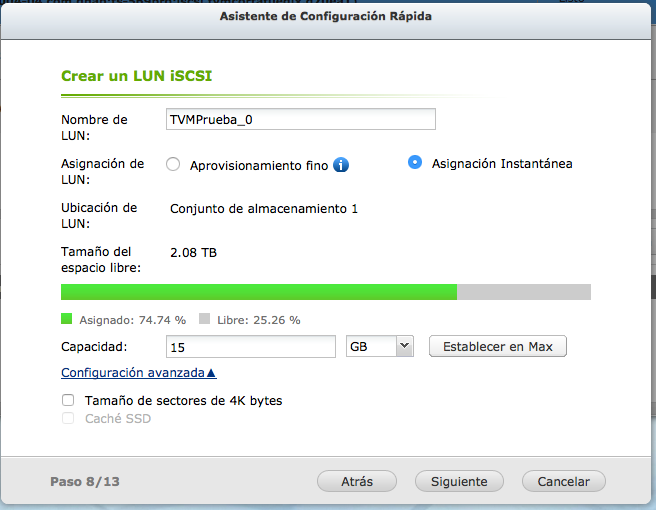 Asistente de Configuración Rápida
Crear un LUN iSCSI
Nombre de
LUN:
TVMPrueba_0
Asignación de
LUN:
Aprovisionamiento fino
Asignación Instantánea
Ubicación de
LUN:
Conjunto de almacenamiento 1
Tamaño del
espacio libre:
2.08 TB
Asignado: 74.74 % Libre: 25.26 %
Capacidad: 15 GB Establecer en Max
Configuración avanzada▲
Tamaño de sectores de 4K bytes
Caché SSD
Paso 8/13 Atrás Siguiente Cancelar